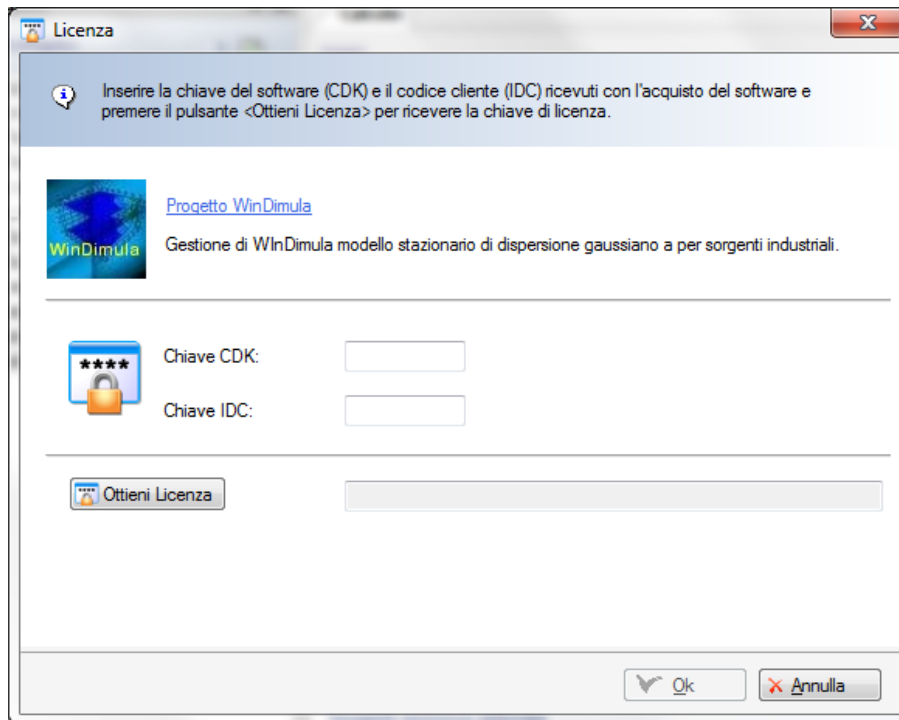 Licenza
Inserire la chiave del software (CDK) e il codice cliente (IDC) ricevuti con l'acquisto del software e
premere il pulsante <Ottieni Licenza> per ricevere la chiave di licenza.
Progetto WinDimula
WinDimula
Gestione di WInDimula modello stazionario di dispersione gaussiano a per sorgenti industriali.
****
Chiave CDK:
Chiave IDC:
Ottieni Licenza
Ok
Annulla